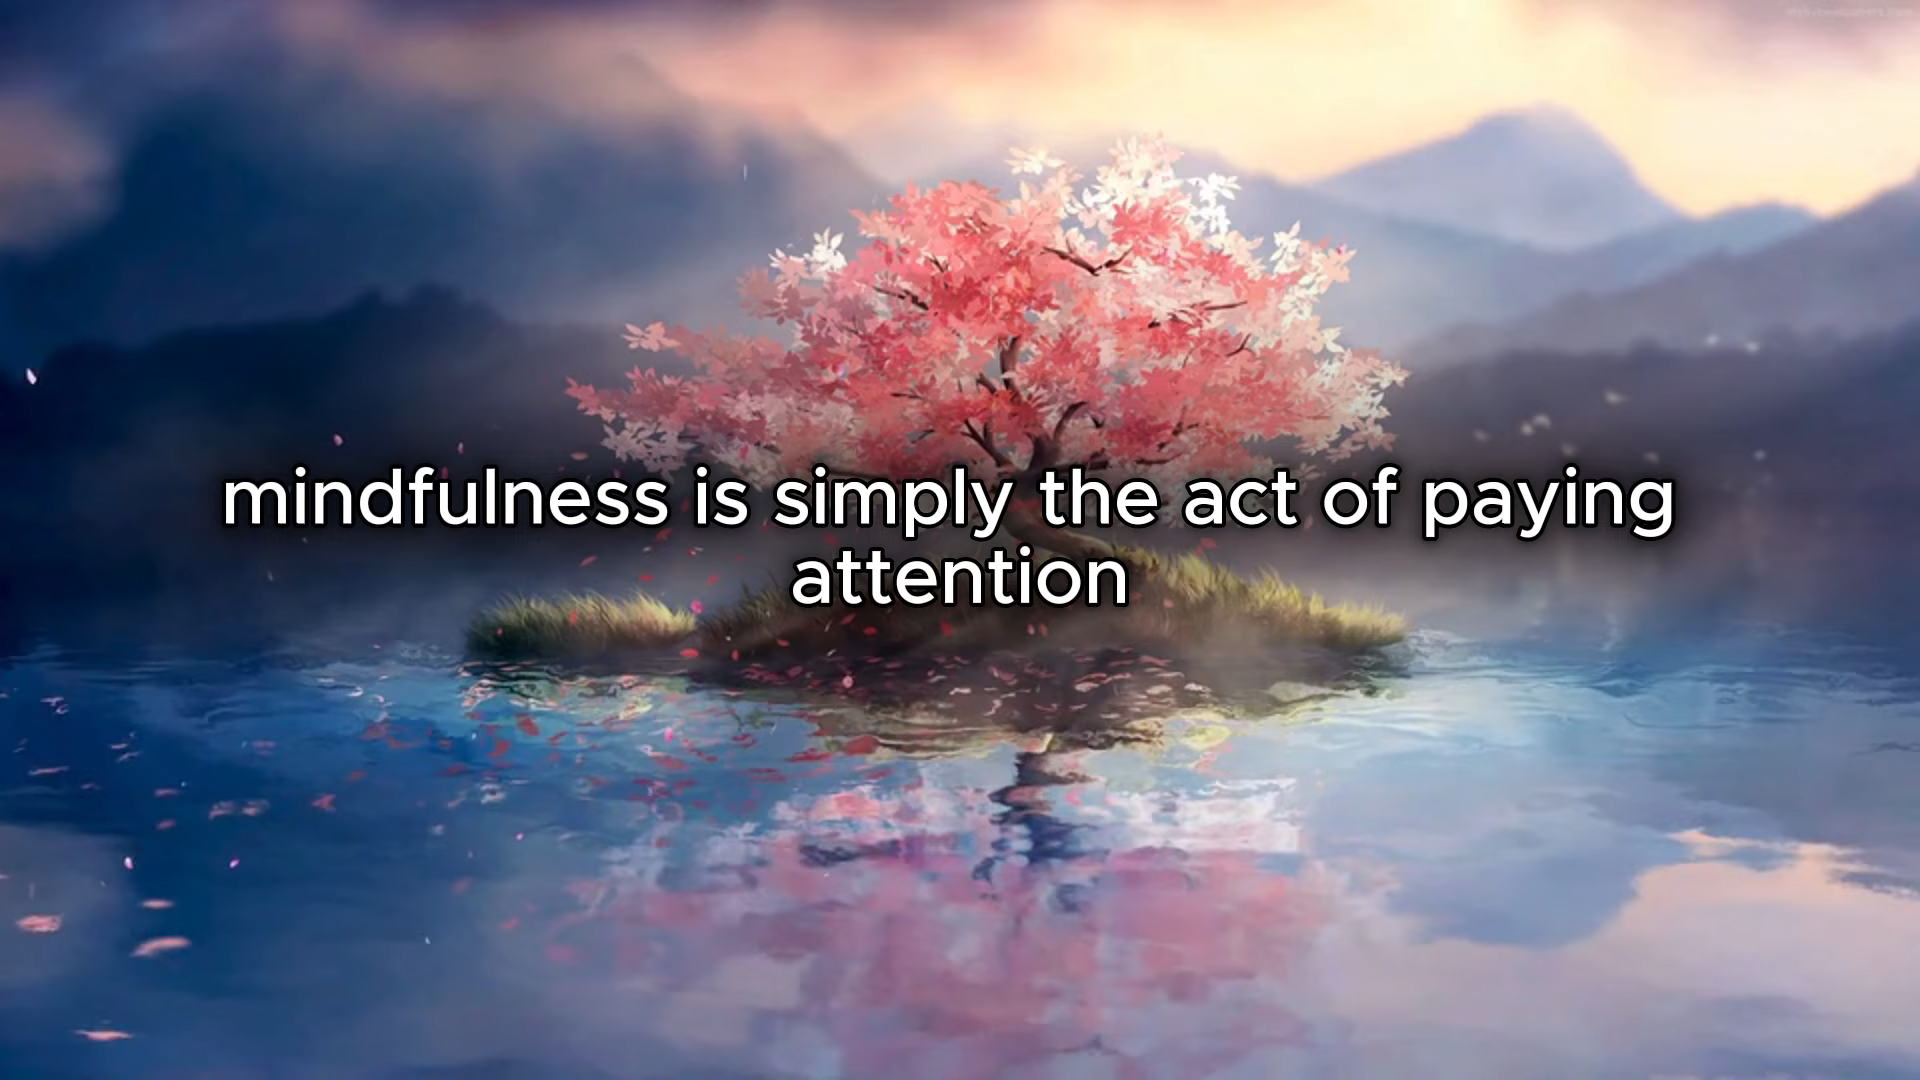 mindfulness is simply the act of paying
attention